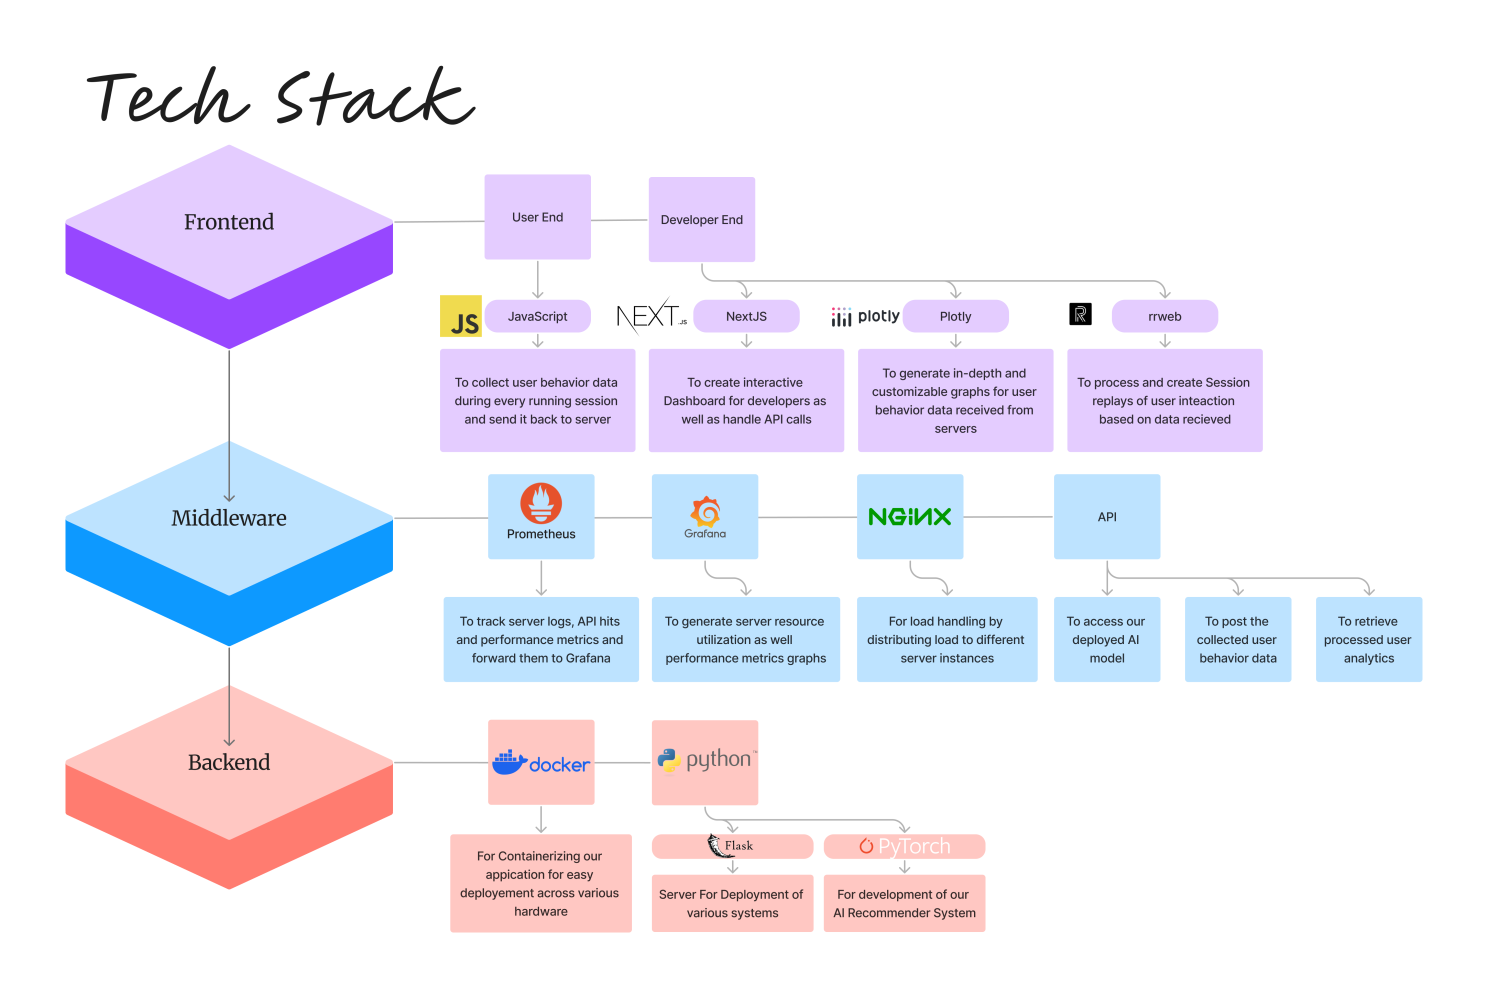 Tech Stack
Frontend
User End
Developer End
JS
JavaScript
NEXT.JS
NextJS
plotly
Plotly
R
rrweb
To collect user behavior data
during every running session
and send it back to server
To create interactive
Dashboard for developers as
well as handle API calls
To generate in-depth and
customizable graphs for user
behavior data received from
servers
To process and create Session
replays of user inteaction
based on data recieved
Middleware
Prometheus
Grafana
NGINX
API
To track server logs, API hits
and performance metrics and
forward them to Grafana
To generate server resource
utilization as well
performance metrics graphs
For load handling by
distributing load to different
server instances
To access our
deployed AI
model
To post the
collected user
behavior data
To retrieve
processed user
analytics
Backend
docker
python™
For Containerizing our
appication for easy
deployement across various
hardware
Flask
PyTorch
Server For Deployment of
various systems
For development of our
AI Recommender System